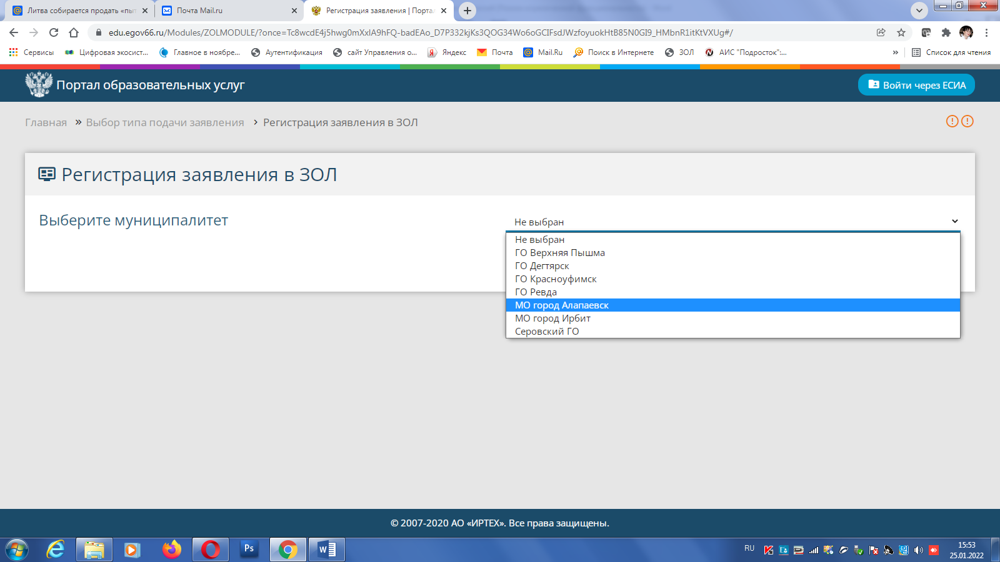 Литва собирается продать «пыт
Почта Mail.ru
Регистрация заявления | Порта
edu.egov66.ru/Modules/ZOLMODULE/?once=Tc8wcdE4j5hwg0mXxlA9hFQ-badEAo_D7P332kjKs3QOG34Wo6oGCIFsdJWzfoyuokHtB85N0GI9_HMbnR1itKtVXUg#/
Сервисы
Цифровая экосист...
Главное в ноябре...
Аутентификация
сайт Управления о...
Яндекс
Почта
Mail.Ru
Поиск в Интернете
ЗОЛ
АИС "Подросток":...
»
Список для чтения
Портал образовательных услуг
Войти через ЕСИА
Главная » Выбор типа подачи заявления › Регистрация заявления в ЗОЛ
Регистрация заявления в ЗОЛ
Выберите муниципалитет
Не выбран
Не выбран
ГО Верхняя Пышма
ГО Дегтярск
ГО Красноуфимск
ГО Ревда
МО город Алапаевск
МО город Ирбит
Серовский ГО
© 2007-2020 АО «ИРТЕХ». Все права защищены.
Ps
W
RU
15:53
25.01.2022